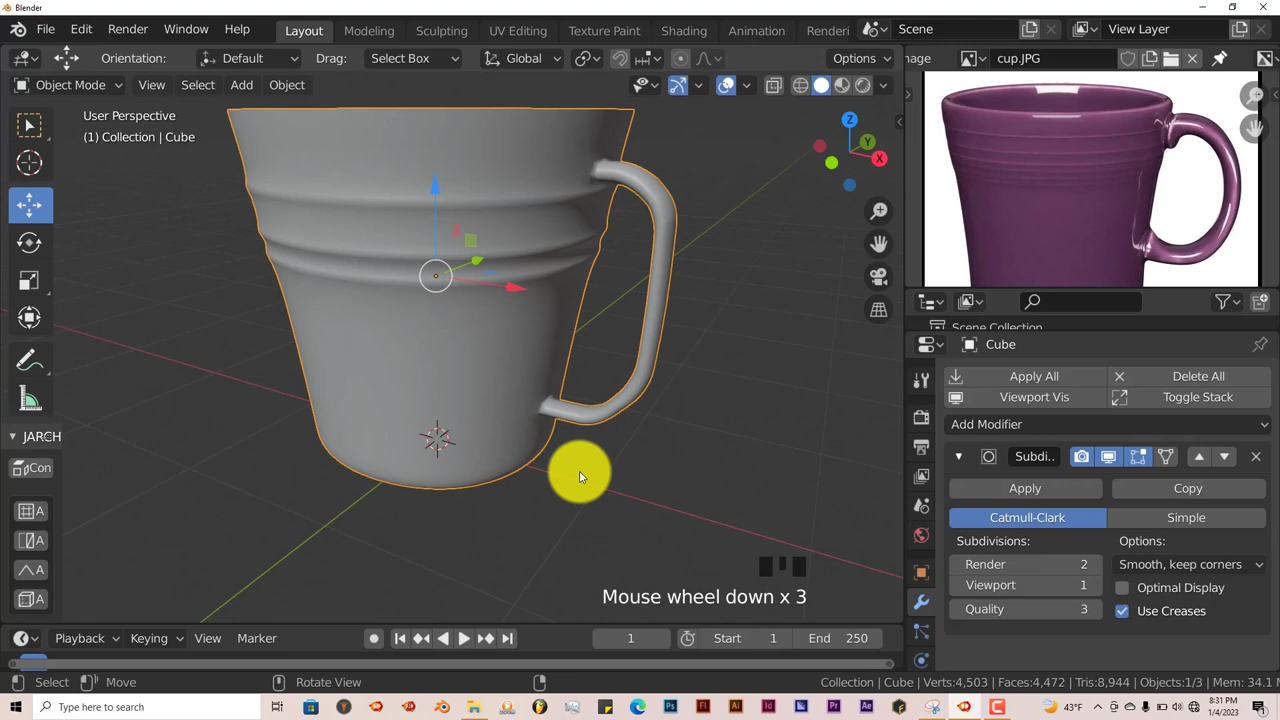 Blender
File Edit Render Window Help Layout Modeling Sculpting UV Editing Texture Paint Shading Animation Renderi Scene View Layer
Orientation: Default Drag: Select Box Global Options mage cup.JPG
Object Mode View Select Add Object
User Perspective
(1) Collection | Cube
Z
Y
X
Scene Collection
Cube
Apply All Delete All
Viewport Vis Toggle Stack
Add Modifier
JARCH
Subdi..
Con
Apply Copy
A
Catmull-Clark Simple
A
Subdivisions: Options:
Render 2 Smooth, keep corners
A
Viewport 1 Optimal Display
A
Quality 3 Use Creases
Mouse wheel down x 3
Playback Keying View Marker 1 Start 1 End 250
Select Move Rotate View Collection | Cube | Verts:4,503 | Faces:4,472 | Tris:8,944 | Objects:1/3 | Mem: 34.1
Type here to search 43°F 8:31 PM
1/4/2023